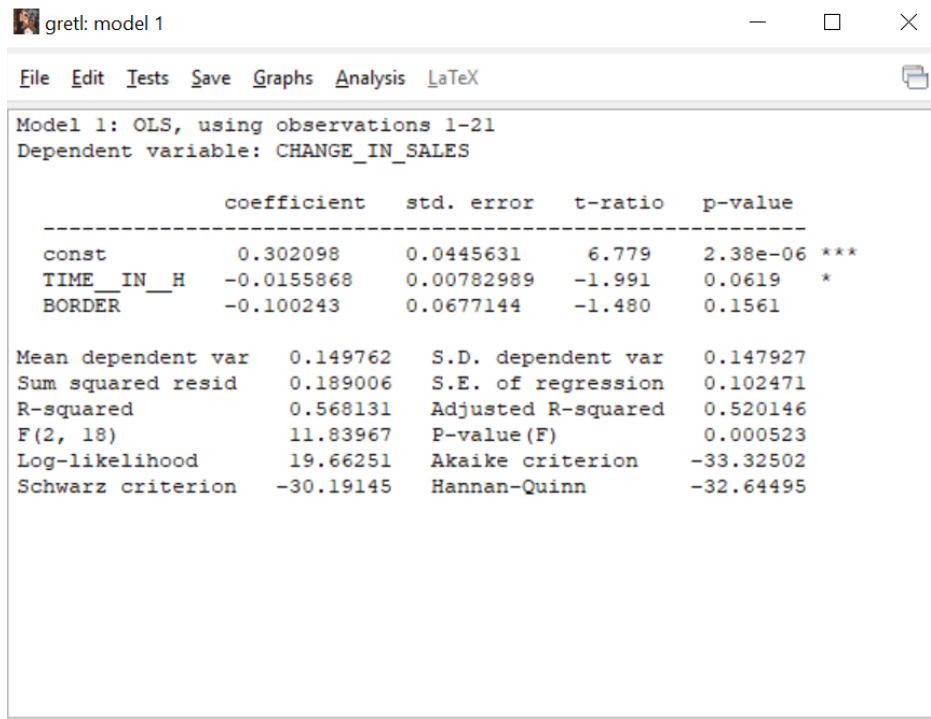 gretl: model 1
File Edit Tests Save Graphs Analysis LaTeX
Model 1: OLS, using observations 1-21
Dependent variable: CHANGE_IN_SALES
coefficient std. error t-ratio p-value
---------------------------------------------------------
const 0.302098 0.0445631 6.779 2.38e-06 ***
TIME__IN__H -0.0155868 0.00782989 -1.991 0.0619 *
BORDER -0.100243 0.0677144 -1.480 0.1561
Mean dependent var 0.149762 S.D. dependent var 0.147927
Sum squared resid 0.189006 S.E. of regression 0.102471
R-squared 0.568131 Adjusted R-squared 0.520146
F(2, 18) 11.83967 P-value(F) 0.000523
Log-likelihood 19.66251 Akaike criterion -33.32502
Schwarz criterion -30.19145 Hannan-Quinn -32.64495